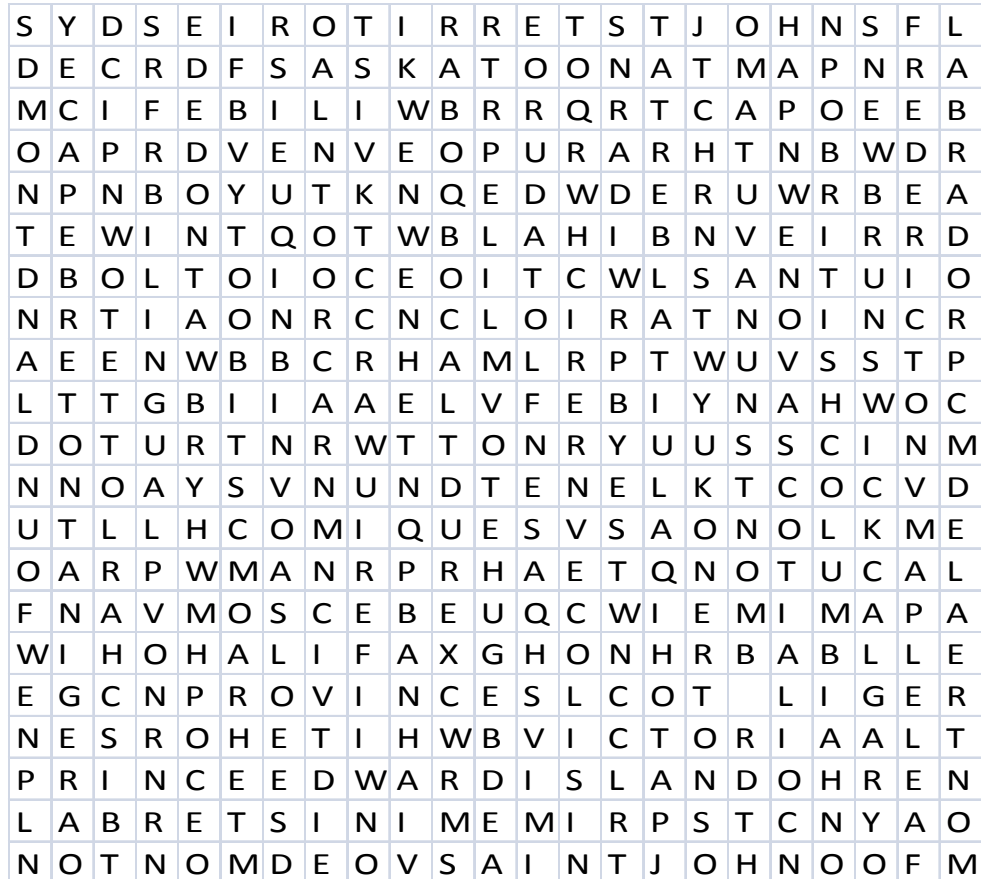 S Y D S E I R O T I R R E T S T J O H N S F L
D E C R D F S A S K A T O O N A T M A P N R A
M C I F E B I L I W B R R Q R T C A P O E E B
O A P R D V E N V E O P U R A R H T N B W D R
N P N B O Y U T K N Q E D W D E R U W R B E A
T E W I N T Q O T W B L A H I B N V E I R R D
D B O L T O I O C E O I T C W L S A N T U I O
N R T I A O N R C N C L O I R A T N O I N C R
A E E N W B B C R H A M L R P T W U V S S T P
L T T G B I I A A E L V F E B I Y N A H W O C
D O T U R T N R W T T O N R Y U U S S C I N M
N N O A Y S V N U N D T E N E L K T C O C V D
U T L L H C O M I Q U E S V S A O N O L K M E
O A R P W M A N R P R H A E T Q N O T U C A L
F N A V M O S C E B E U Q C W I E M I M A P A
W I H O H A L I F A X G H O N H R B A B L L E
E G C N P R O V I N C E S L C O T L I G E R
N E S R O H E T I H W B V I C T O R I A A L T
P R I N C E E D W A R D I S L A N D O H R E N
L A B R E T S I N I M E M I R P S T C N Y A O
N O T N O M D E O V S A I N T J O H N O O F M